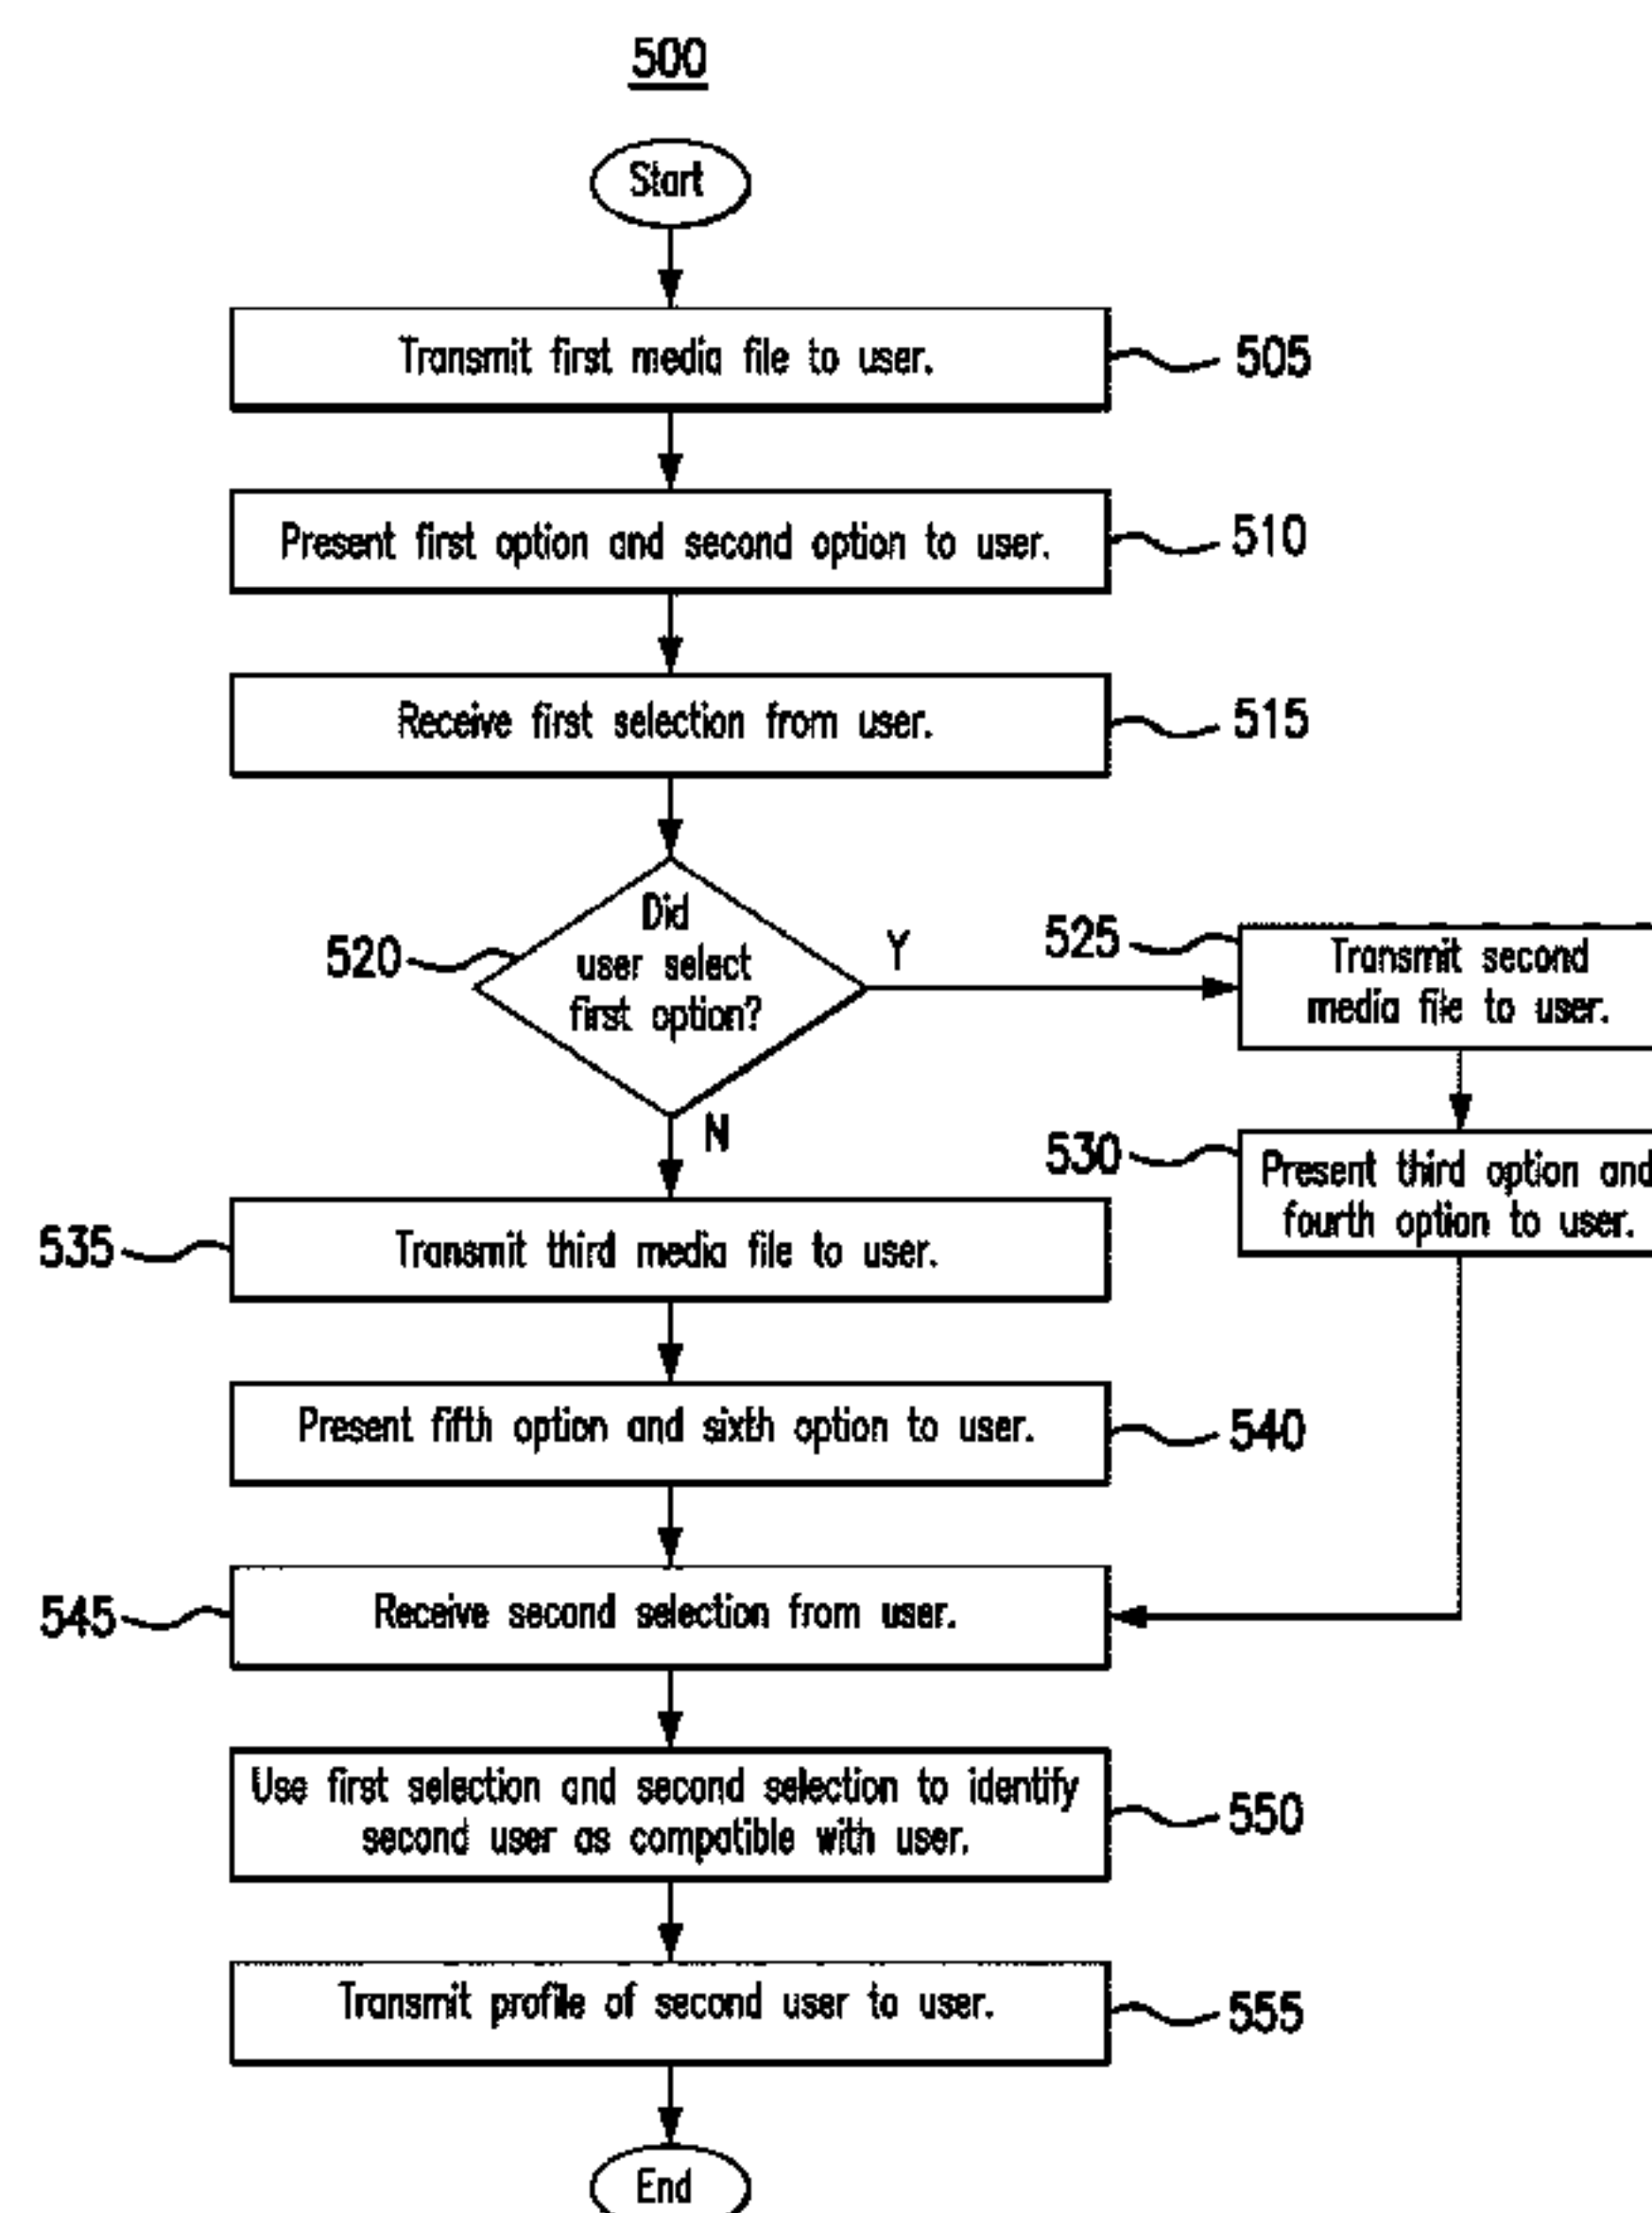 500
Start
Transmit first media file to user.
505
Present first option and second option to user.
510
Receive first selection from user.
515
Did
user select
first option?
520
Y
N
525
Transmit second
media file to user.
530
Present third option and
fourth option to user.
535
Transmit third media file to user.
Present fifth option and sixth option to user.
540
545
Receive second selection from user.
Use first selection and second selection to identify
second user as compatible with user.
550
Transmit profile of second user to user.
555
End